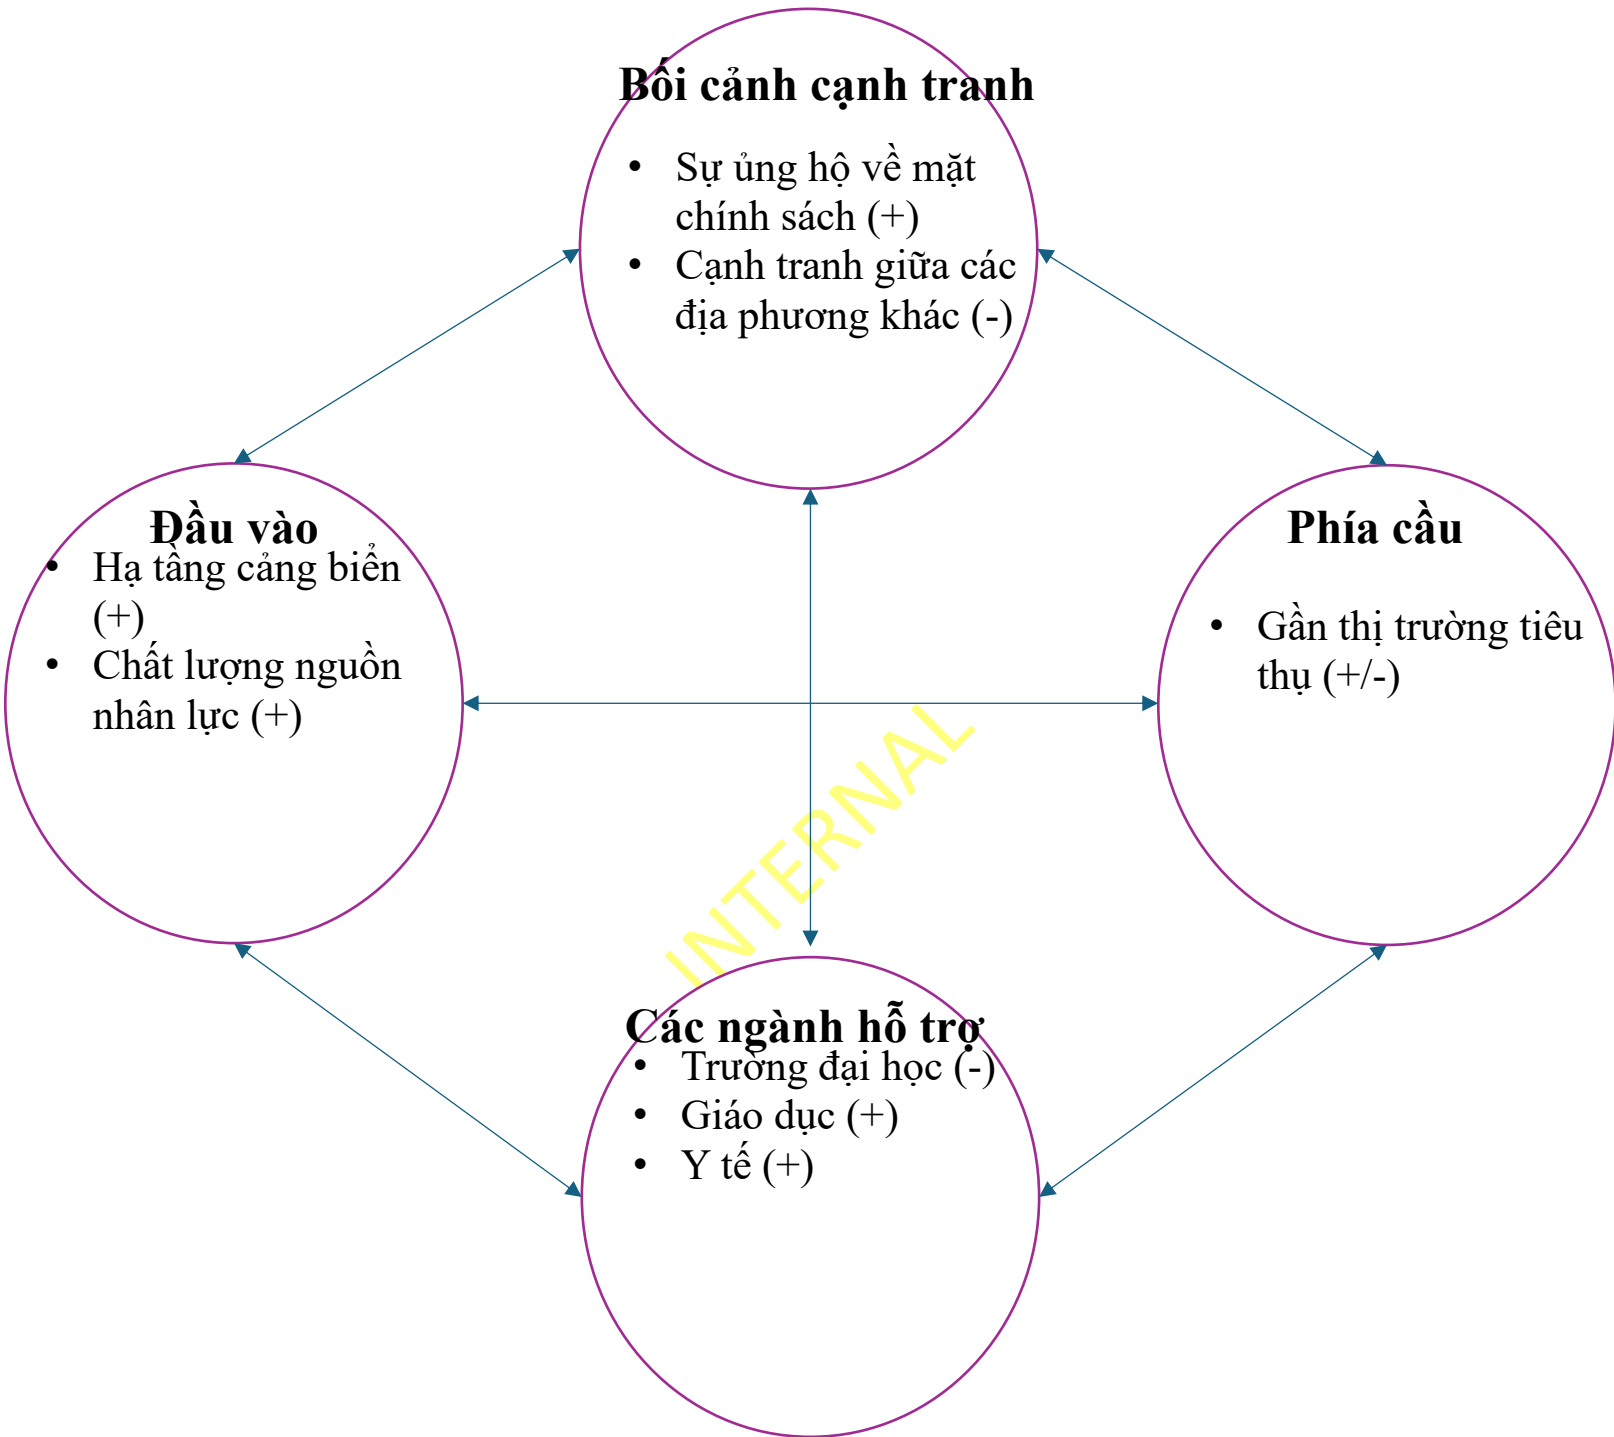 Bối cảnh cạnh tranh
• Sự ủng hộ về mặt
chính sách (+)
• Cạnh tranh giữa các
địa phương khác (-)
Đầu vào
• Hạ tầng cảng biển
(+)
• Chất lượng nguồn
nhân lực (+)
Phía cầu
• Gần thị trường tiêu
thụ (+/-)
INTERNAL
Các ngành hỗ trợ
• Trường đại học (-)
• Giáo dục (+)
• Y tế (+)